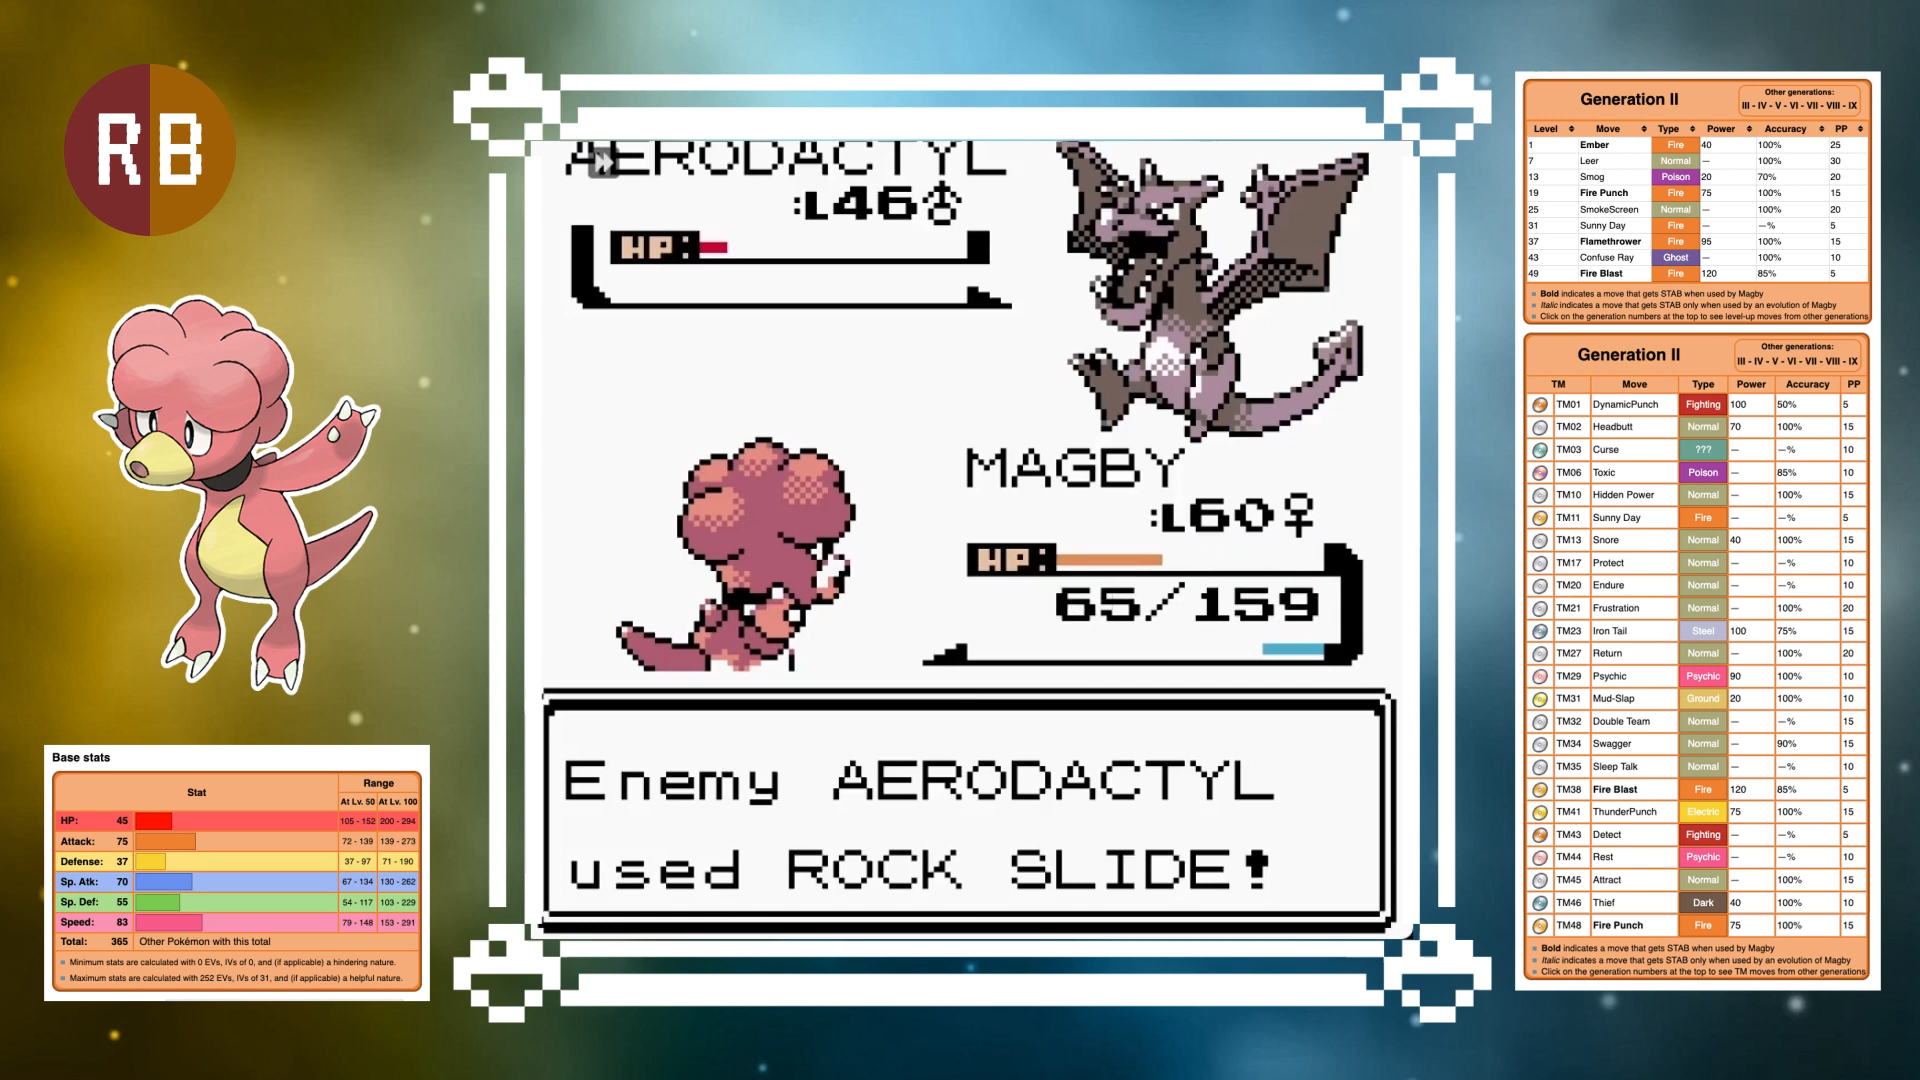 RB
AERODACTYL
:L46♂
HP:
MAGBY
:L60♀
HP:
65/159
Enemy AERODACTYL
used ROCK SLIDE!
Base stats
Stat Range
At Lv. 50 At Lv. 100
HP: 45 105 - 152 200 - 294
Attack: 75 72 - 139 139 - 273
Defense: 37 37 - 97 71 - 190
Sp. Atk: 70 67 - 134 130 - 262
Sp. Def: 55 54 - 117 103 - 229
Speed: 83 79 - 148 153 - 291
Total: 365 Other Pokémon with this total
Minimum stats are calculated with 0 EVs, IVs of 0, and (if applicable) a hindering nature.
Maximum stats are calculated with 252 EVs, IVs of 31, and (if applicable) a helpful nature.
Generation II
Other generations:
III - IV - V - VI - VII - VIII - IX
Level Move Type Power Accuracy PP
1 Ember Fire 40 100% 25
7 Leer Normal — 100% 30
13 Smog Poison 20 70% 20
19 Fire Punch Fire 75 100% 15
25 SmokeScreen Normal — 100% 20
31 Sunny Day Fire — —% 5
37 Flamethrower Fire 95 100% 15
43 Confuse Ray Ghost — 100% 10
49 Fire Blast Fire 120 85% 5
Bold indicates a move that gets STAB when used by Magby
Italic indicates a move that gets STAB only when used by an evolution of Magby
Click on the generation numbers at the top to see level-up moves from other generations
Generation II
Other generations:
III - IV - V - VI - VII - VIII - IX
TM Move Type Power Accuracy PP
TM01 DynamicPunch Fighting 100 50% 5
TM02 Headbutt Normal 70 100% 15
TM03 Curse ??? — —% 10
TM06 Toxic Poison — 85% 10
TM10 Hidden Power Normal — 100% 15
TM11 Sunny Day Fire — —% 5
TM13 Snore Normal 40 100% 15
TM17 Protect Normal — —% 10
TM20 Endure Normal — —% 10
TM21 Frustration Normal — 100% 20
TM23 Iron Tail Steel 100 75% 15
TM27 Return Normal — 100% 20
TM29 Psychic Psychic 90 100% 10
TM31 Mud-Slap Ground 20 100% 10
TM32 Double Team Normal — —% 15
TM34 Swagger Normal — 90% 15
TM35 Sleep Talk Normal — —% 10
TM38 Fire Blast Fire 120 85% 5
TM41 ThunderPunch Electric 75 100% 15
TM43 Detect Fighting — —% 5
TM44 Rest Psychic — —% 10
TM45 Attract Normal — 100% 15
TM46 Thief Dark 40 100% 10
TM48 Fire Punch Fire 75 100% 15
Bold indicates a move that gets STAB when used by Magby
Italic indicates a move that gets STAB only when used by an evolution of Magby
Click on the generation numbers at the top to see TM moves from other generations